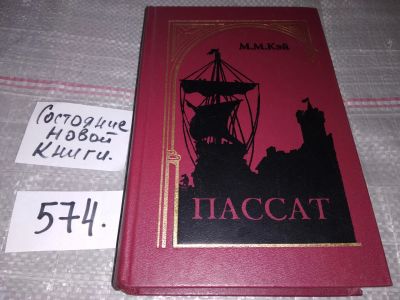 М.М.Кэй
ПАССАТ
Состояние
новой
книги.
574.